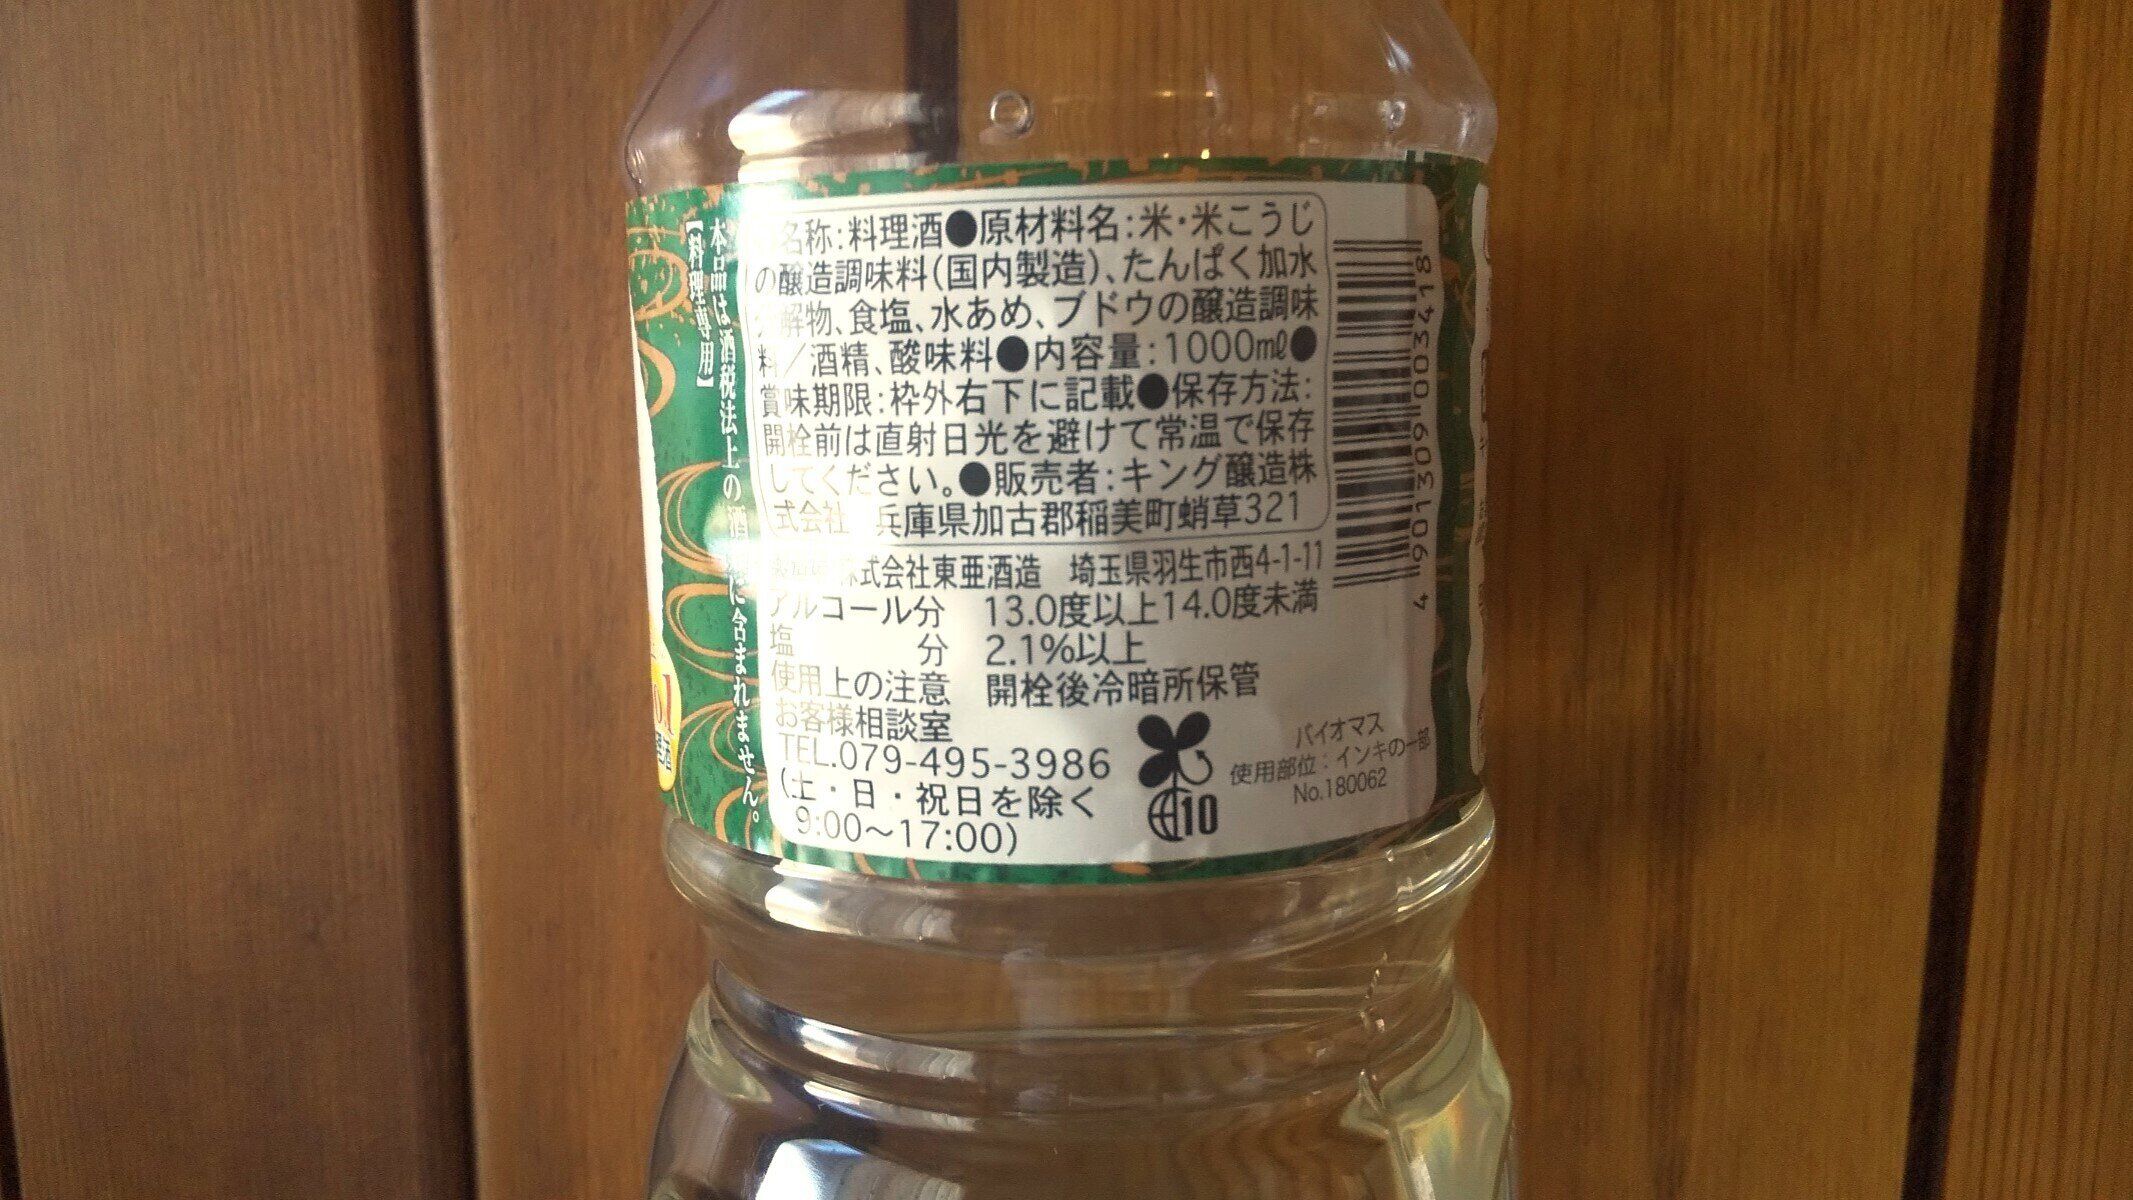 【料理専用】
本品は酒税法上の酒
に含まれません。
名称:料理酒●原材料名:米・米こうじ
の醸造調味料(国内製造)、たんぱく加水
分解物、食塩、水あめ、ブドウの醸造調味
料/酒精、酸味料●内容量:1000㎖●
賞味期限:枠外右下に記載●保存方法:
開栓前は直射日光を避けて常温で保存
してください。●販売者:キング醸造株
式会社 兵庫県加古郡稲美町蛸草321
株式会社東亜酒造 埼玉県羽生市西4-1-11
アルコール分 13.0度以上14.0度未満
塩分 2.1%以上
使用上の注意 開栓後冷暗所保管
お客様相談室
TEL.079-495-3986
(土・日・祝日を除く
9:00〜17:00)
10
バイオマス
使用部位:インキの一部
No.180062
4 901309 003418